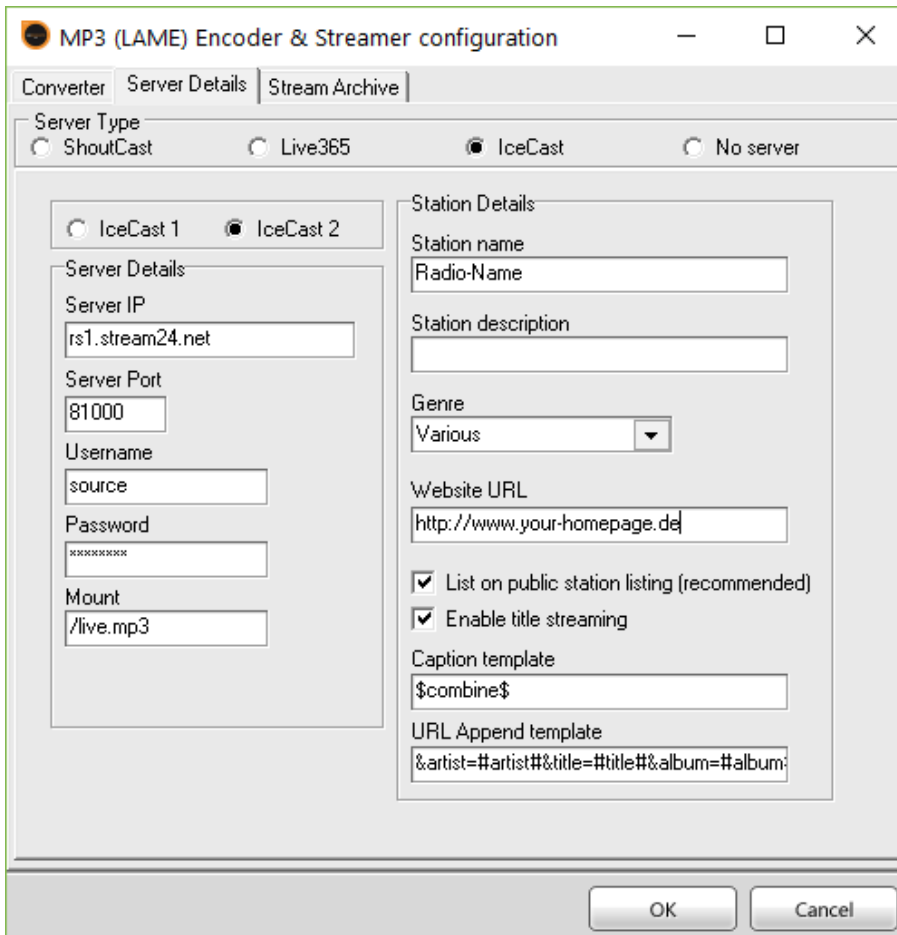 MP3 (LAME) Encoder & Streamer configuration
Converter Server Details Stream Archive
Server Type
ShoutCast Live365 IceCast No server
IceCast 1 IceCast 2
Server Details
Server IP
rs1.stream24.net
Server Port
81000
Username
source
Password
********
Mount
/live.mp3
Station Details
Station name
Radio-Name
Station description
Genre
Various
Website URL
http://www.your-homepage.de
List on public station listing (recommended)
Enable title streaming
Caption template
$combine$
URL Append template
&artist=#artist#&title=#title#&album=#album
OK Cancel